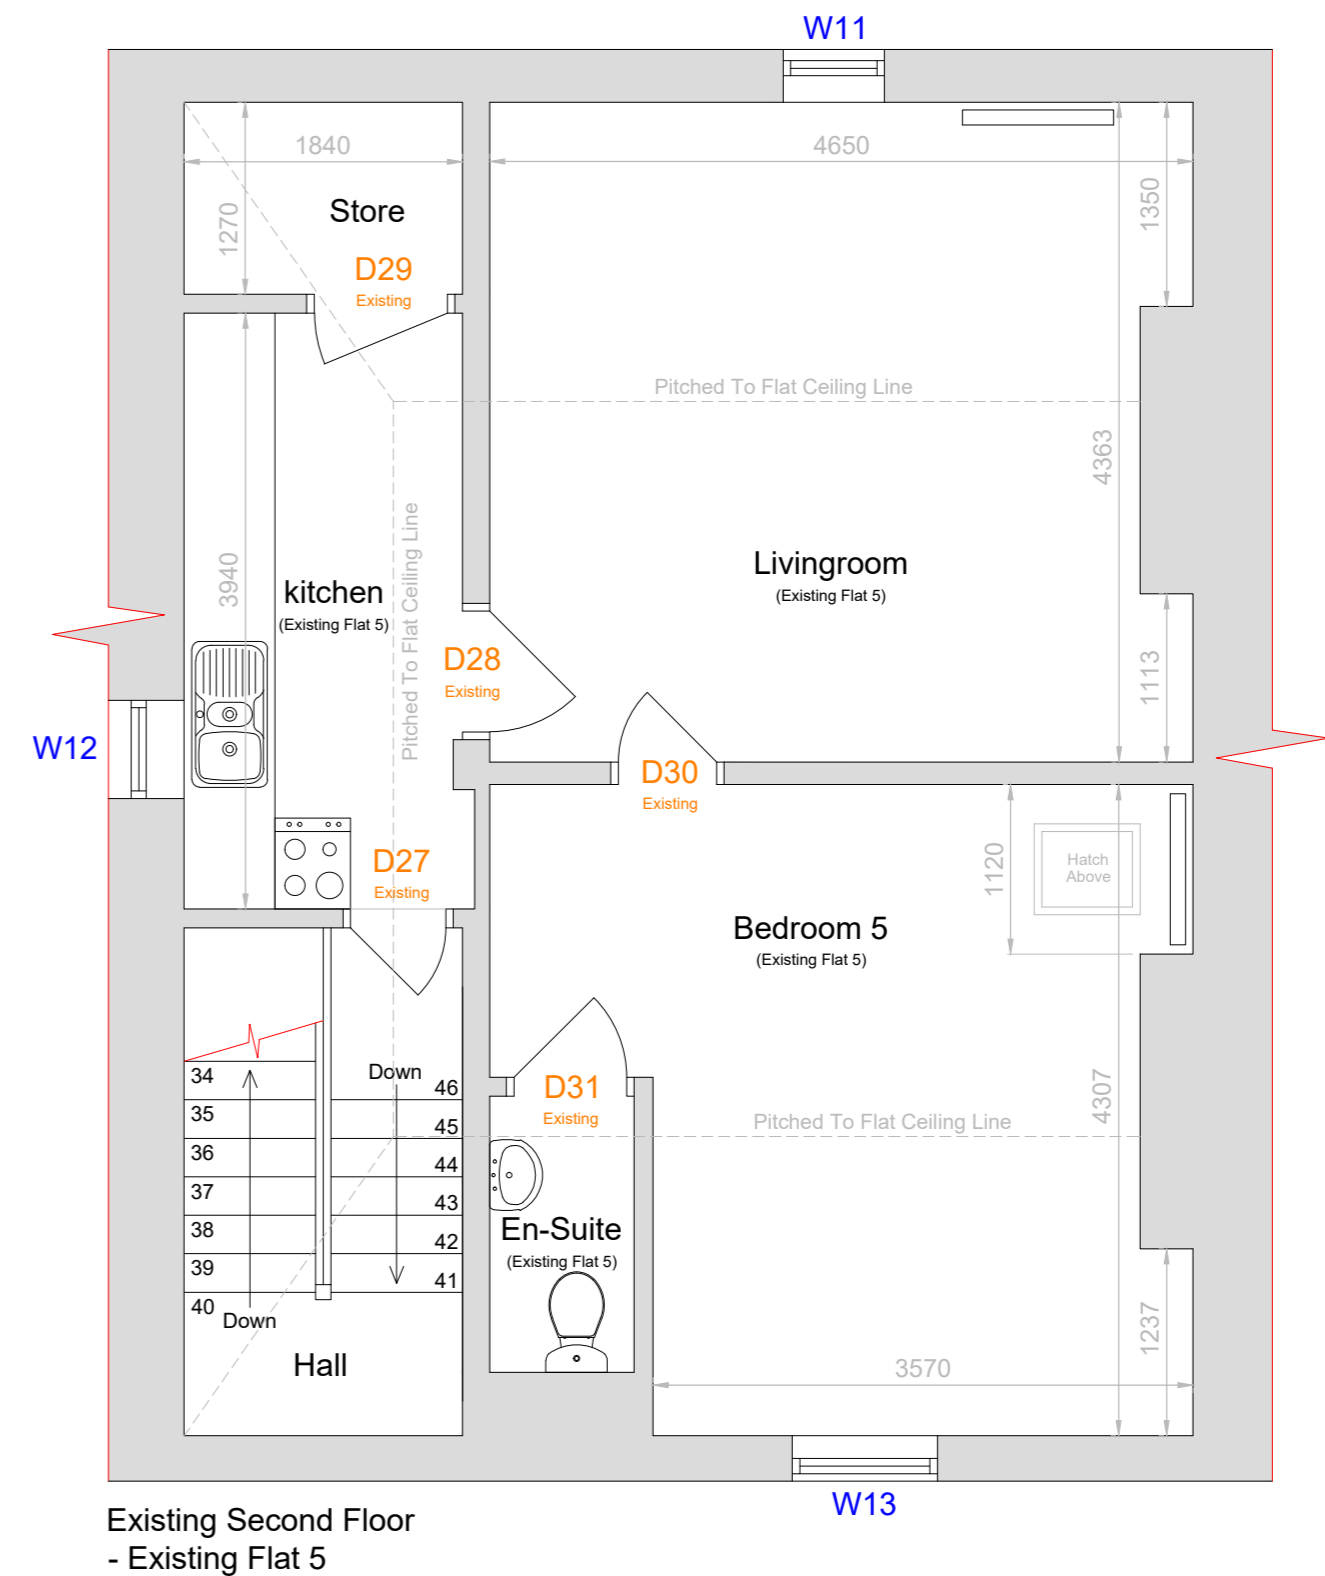 W11
1840
4650
1270
1350
Store
D29
Existing
Pitched To Flat Ceiling Line
4363
3940
Pitched To Flat Ceiling Line
kitchen
(Existing Flat 5)
Livingroom
(Existing Flat 5)
D28
Existing
1113
W12
D30
Existing
D27
Existing
1120
Hatch
Above
Bedroom 5
(Existing Flat 5)
34
35
36
37
38
39
40
Down
Down
46
45
44
43
42
41
D31
Existing
4307
Pitched To Flat Ceiling Line
En-Suite
(Existing Flat 5)
Hall
3570
1237
W13
Existing Second Floor
- Existing Flat 5